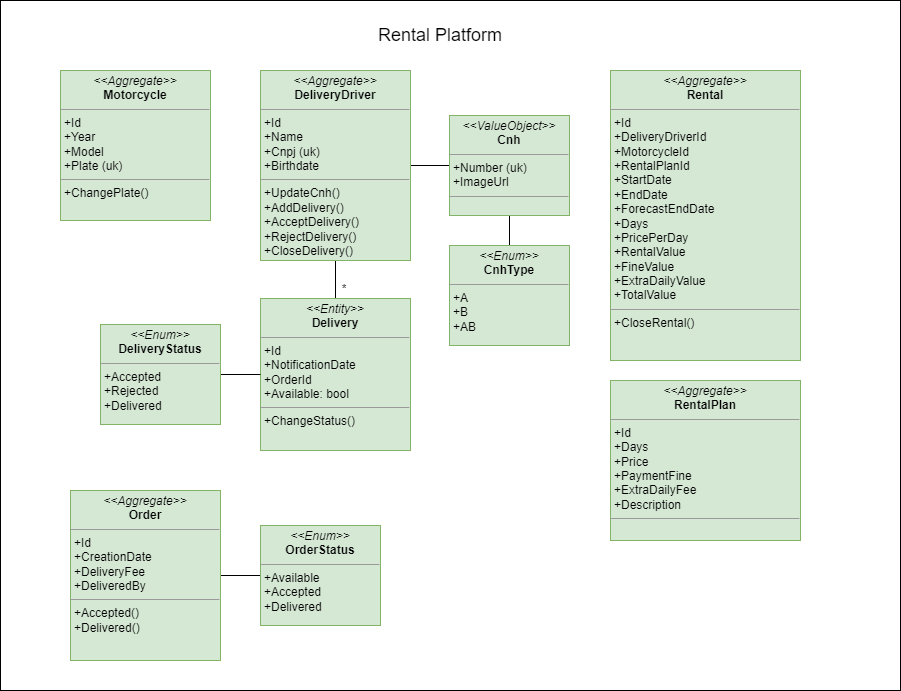 Rental Platform
<<Aggregate>>
Motorcycle
+Id
+Year
+Model
+Plate (uk)
+ChangePlate()
<<Aggregate>>
DeliveryDriver
+Id
+Name
+Cnpj (uk)
+Birthdate
+UpdateCnh()
+AddDelivery()
+AcceptDelivery()
+RejectDelivery()
+CloseDelivery()
<<ValueObject>>
Cnh
+Number (uk)
+ImageUrl
<<Enum>>
CnhType
+A
+B
+AB
<<Aggregate>>
Rental
+Id
+DeliveryDriverId
+MotorcycleId
+RentalPlanId
+StartDate
+EndDate
+ForecastEndDate
+Days
+PricePerDay
+RentalValue
+FineValue
+ExtraDailyValue
+TotalValue
+CloseRental()
*
<<Entity>>
Delivery
+Id
+NotificationDate
+OrderId
+Available: bool
+ChangeStatus()
<<Enum>>
DeliveryStatus
+Accepted
+Rejected
+Delivered
<<Aggregate>>
RentalPlan
+Id
+Days
+Price
+PaymentFine
+ExtraDailyFee
+Description
<<Aggregate>>
Order
+Id
+CreationDate
+DeliveryFee
+DeliveredBy
+Accepted()
+Delivered()
<<Enum>>
OrderStatus
+Available
+Accepted
+Delivered